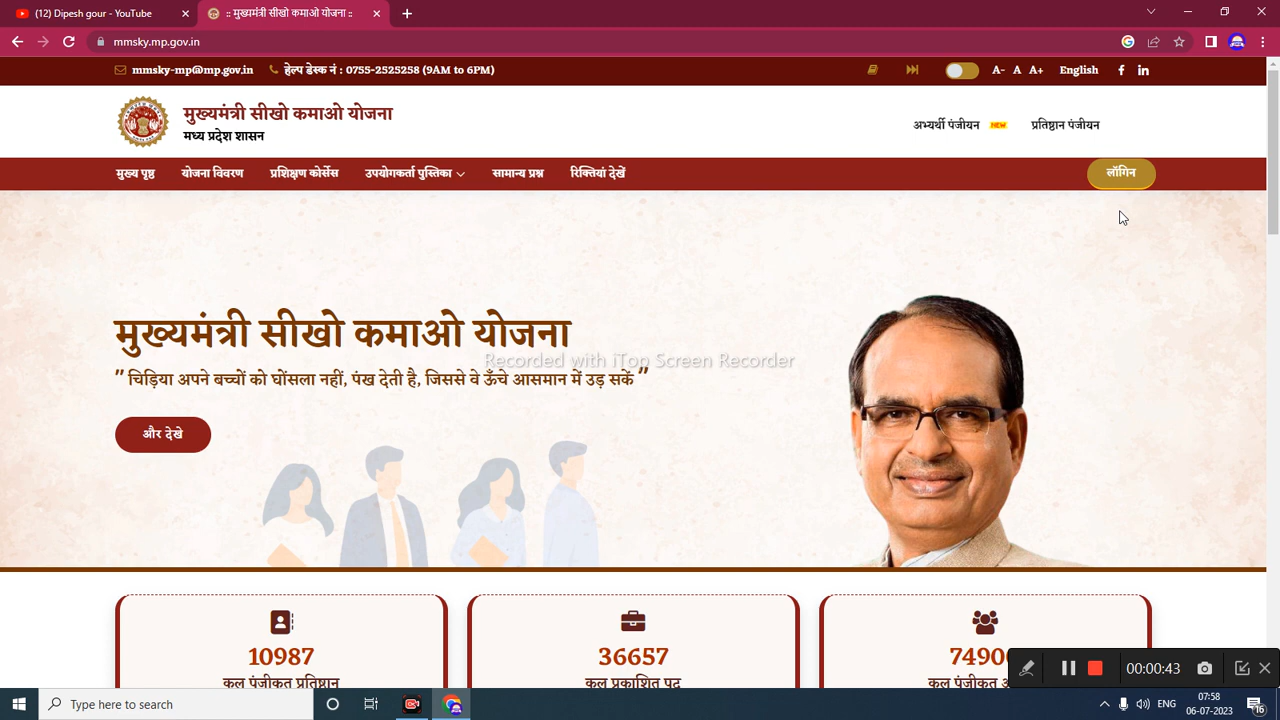 (12) Dipesh gour - YouTube
:: मुख्यमंत्री सीखो कमाओ योजना ::
mmsky.mp.gov.in
mmsky-mp@mp.gov.in
हेल्प डेस्क नं : 0755-2525258 (9AM to 6PM)
A- A A+ English
मुख्यमंत्री सीखो कमाओ योजना
मध्य प्रदेश शासन
अभ्यर्थी पंजीयन NEW प्रतिष्ठान पंजीयन
मुख्य पृष्ठ योजना विवरण प्रशिक्षण कोर्सेस उपयोगकर्ता पुस्तिका सामान्य प्रश्न रिक्तियां देखें लॉगिन
मुख्यमंत्री सीखो कमाओ योजना
Recorded with iTop Screen Recorder
" चिड़िया अपने बच्चों को घोंसला नहीं, पंख देती है, जिससे वे ऊँचे आसमान में उड़ सकें "
और देखे
10987 36657 7490
कुल पंजीकृत प्रतिष्ठान कुल प्रकाशित पद कुल पंजीकृत
00:00:43
Type here to search
ENG
07:58
06-07-2023
16